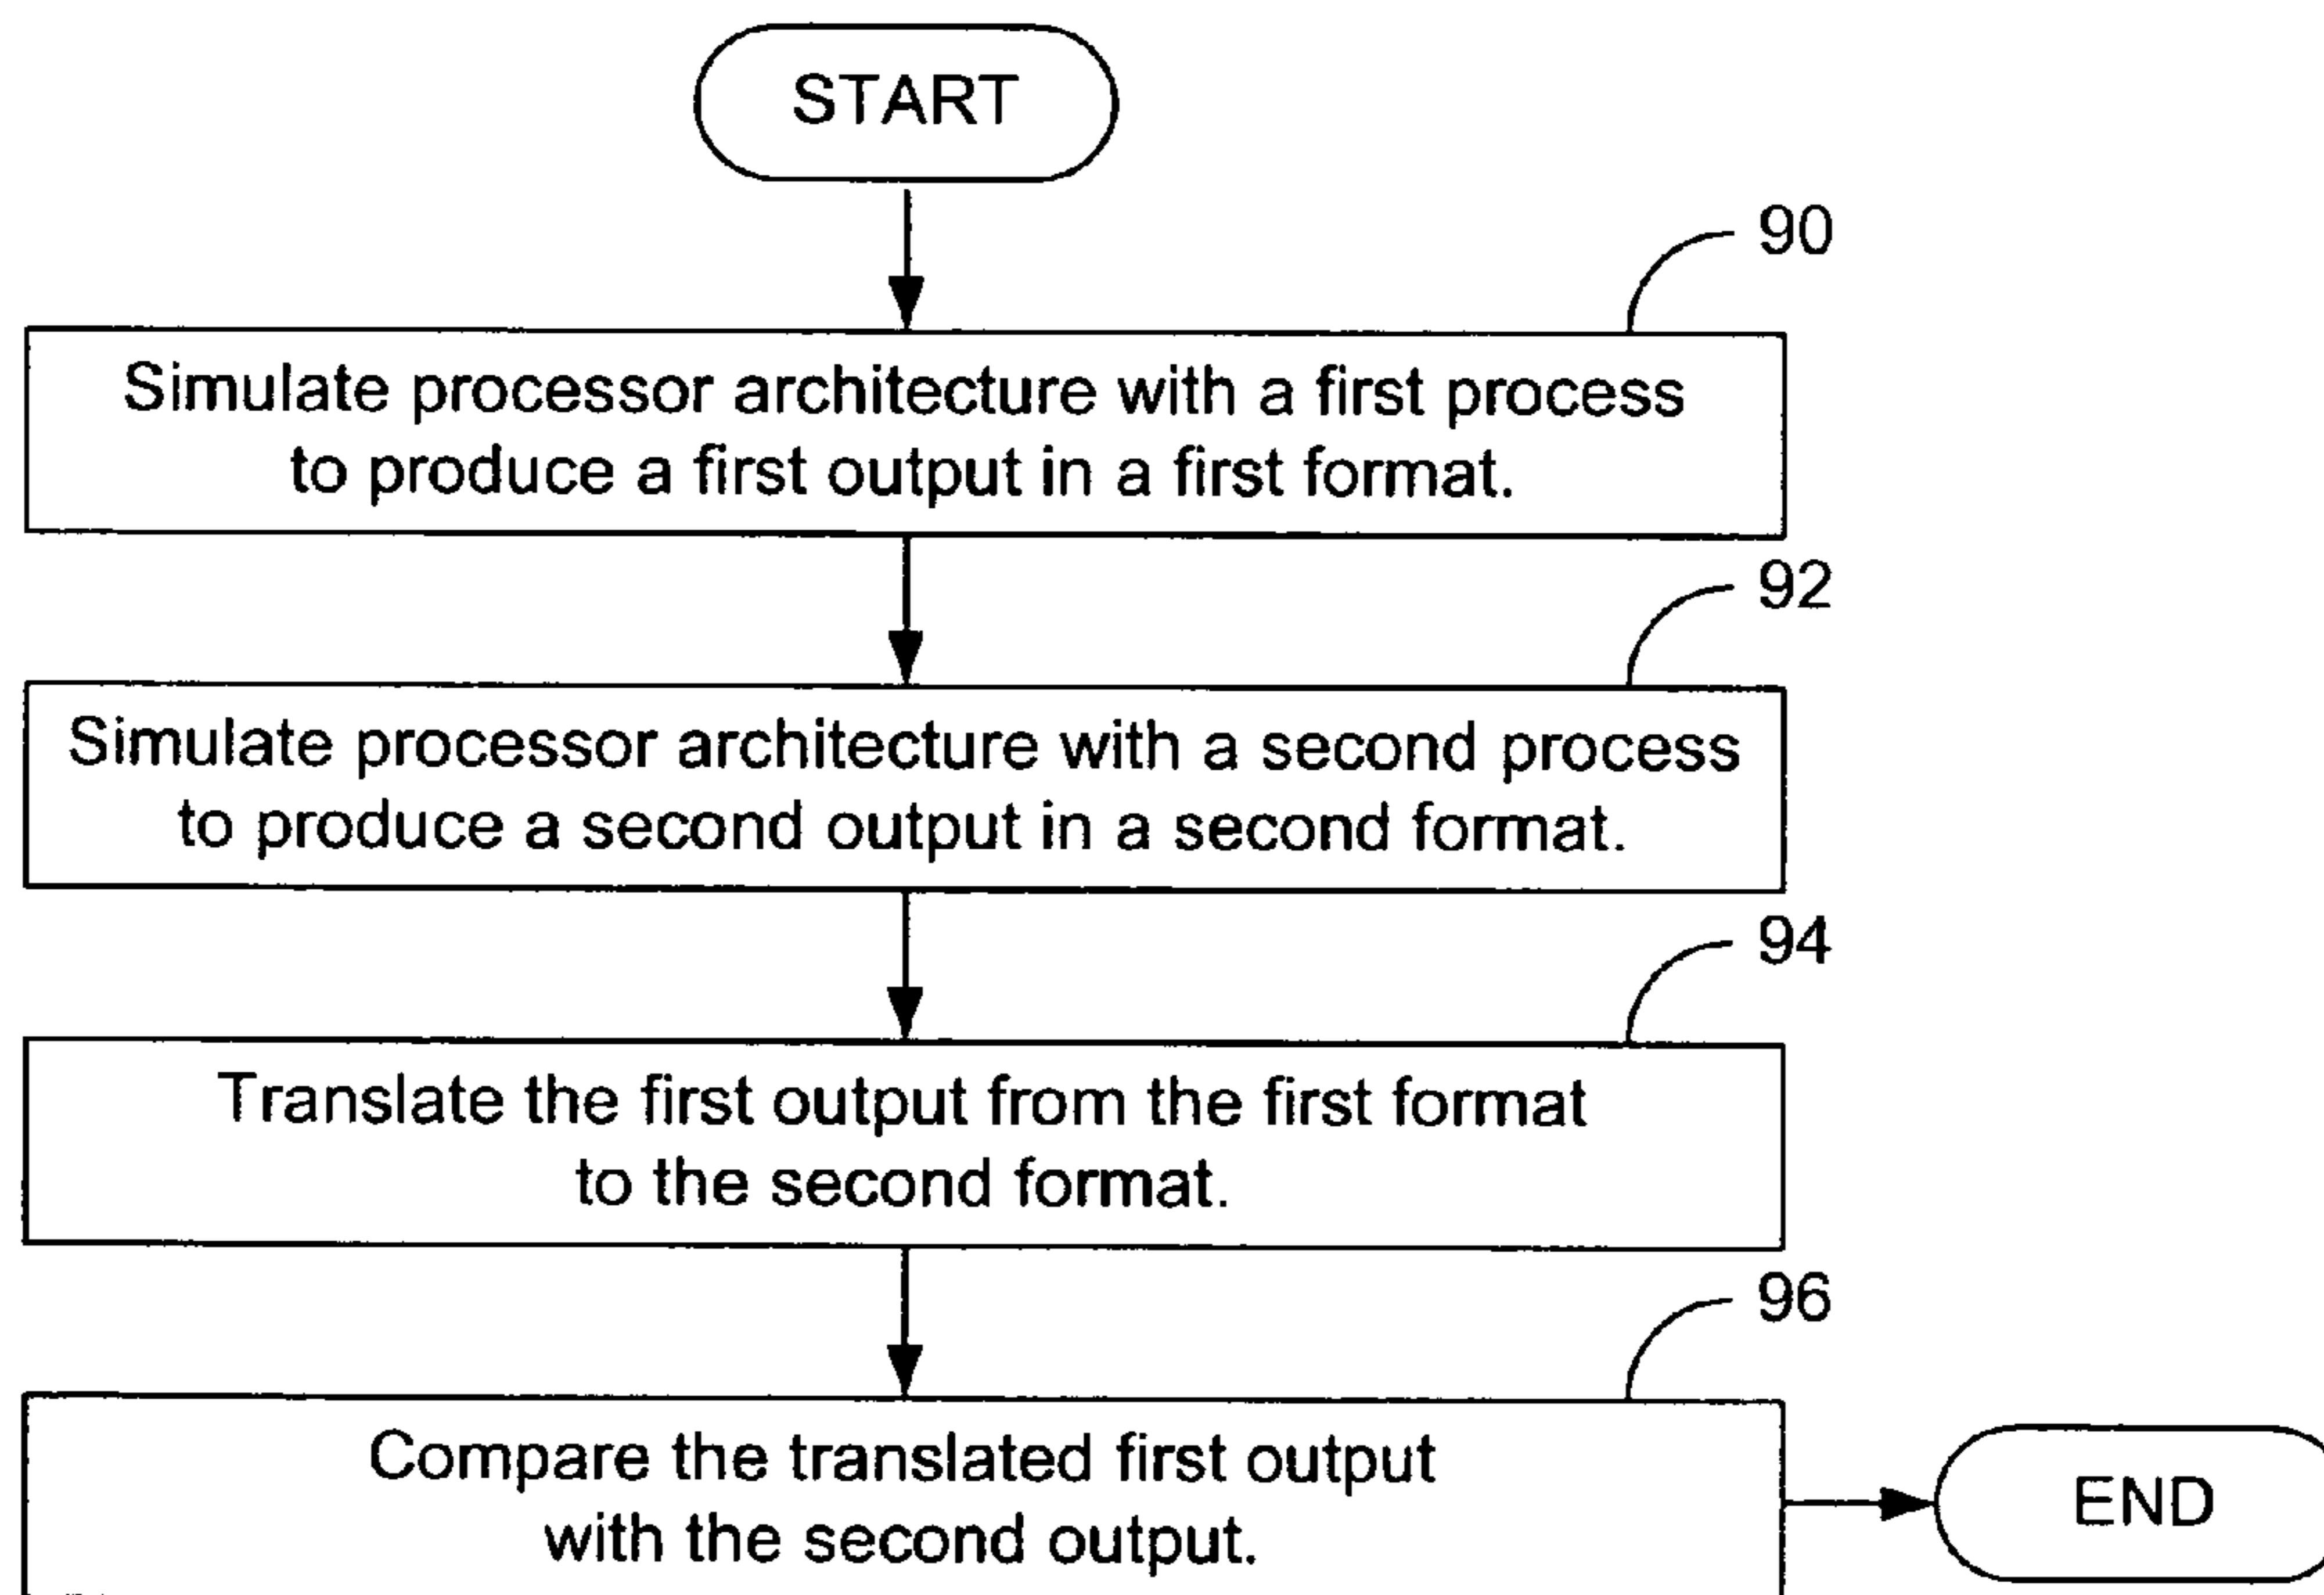 START
90
Simulate processor architecture with a first process
to produce a first output in a first format.
92
Simulate processor architecture with a second process
to produce a second output in a second format.
94
Translate the first output from the first format
to the second format.
96
Compare the translated first output
with the second output.
END